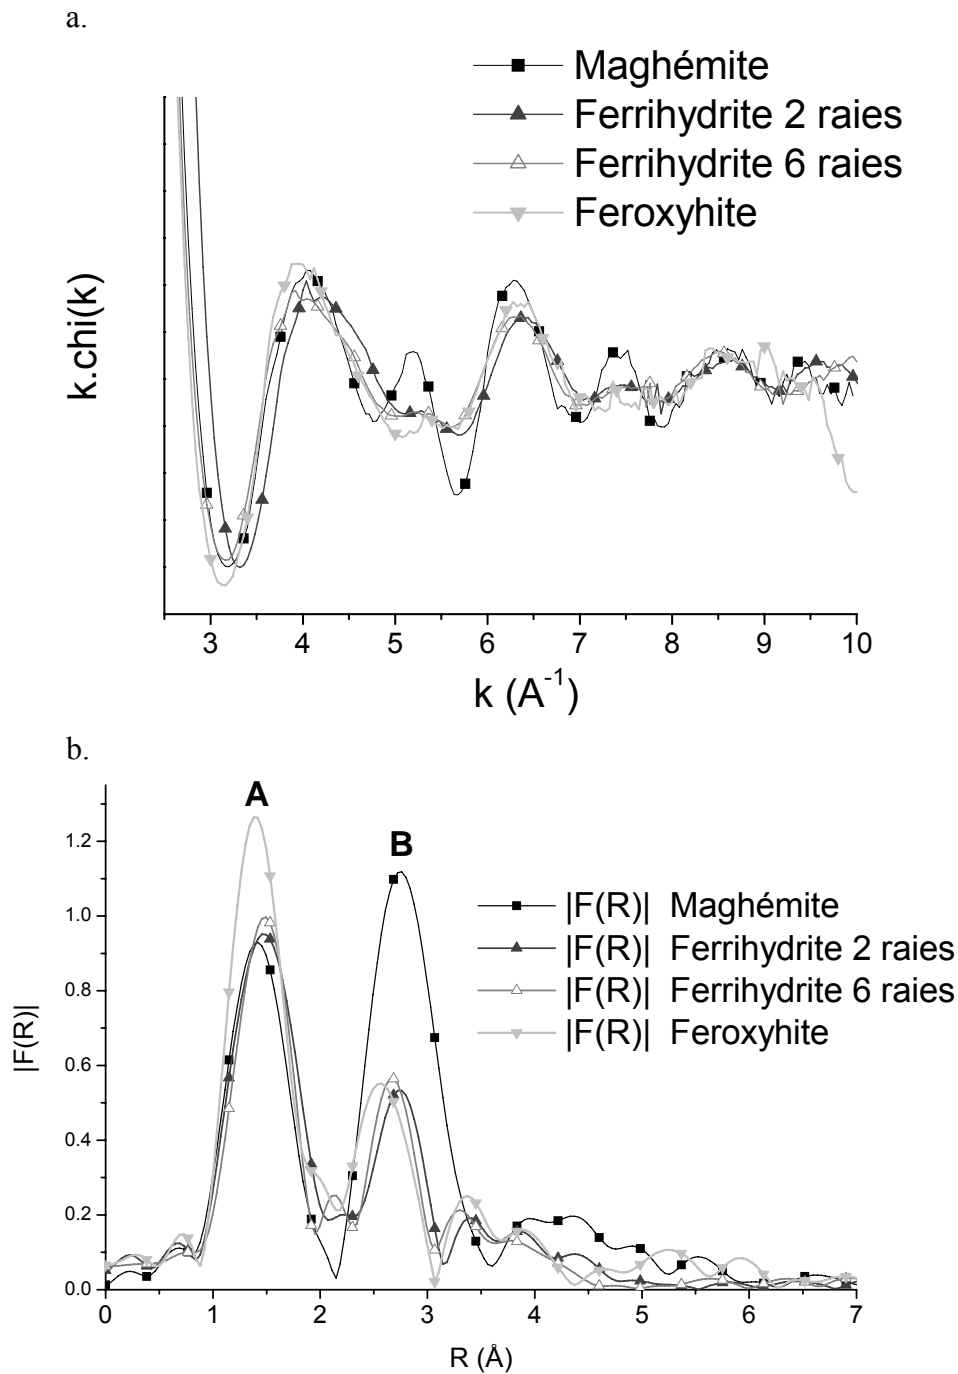 a.
Maghémite
Ferrihydrite 2 raies
Ferrihydrite 6 raies
Feroxyhite
k.chi(k)
3 4 5 6 7 8 9 10
k (A⁻¹)
b.
A
B
|F(R)| Maghémite
|F(R)| Ferrihydrite 2 raies
|F(R)| Ferrihydrite 6 raies
|F(R)| Feroxyhite
|F(R)|
1.2
1.0
0.8
0.6
0.4
0.2
0.0
0 1 2 3 4 5 6 7
R (Å)